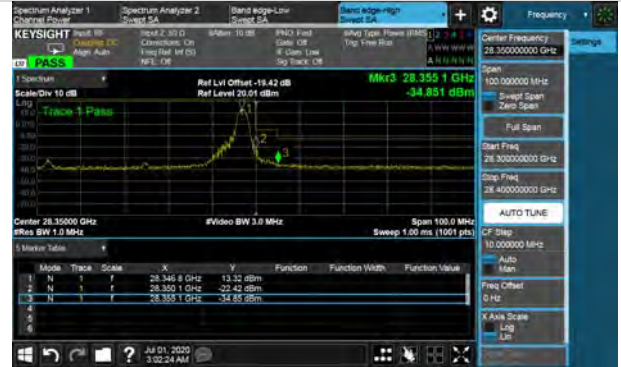 Spectrum Analyzer 1
Channel Power
Spectrum Analyzer 2
Swept SA
Band edge-Low
Swept SA
Band edge-High
Swept SA
Frequency
KEYSIGHT
Input: RF
Coupling: DC
Align: Auto
Input Z: 50 Ω
Corrections: On
Freq Ref: Int (S)
NFE: Off
#Atten: 10 dB
PNO: Fast
Gate: Off
IF Gain: Low
Sig Track: Off
#Avg Type: Power (RMS)
Trig: Free Run
PASS
Settings
Center Frequency
28.350000000 GHz
Span
100.000000 MHz
Swept Span
Zero Span
Full Span
Start Freq
28.300000000 GHz
Stop Freq
28.400000000 GHz
AUTO TUNE
CF Step
10.000000 MHz
Auto
Man
Freq Offset
0 Hz
X Axis Scale
Log
Lin
1 Spectrum
Scale/Div 10 dB
Ref Lvl Offset -19.42 dB
Ref Level 20.01 dBm
Mkr3 28.355 1 GHz
-34.851 dBm
Log
Trace 1 Pass
1
2
3
Center 28.35000 GHz
#Res BW 1.0 MHz
#Video BW 3.0 MHz
Span 100.0 MHz
Sweep 1.00 ms (1001 pts)
5 Marker Table
Mode Trace Scale X Y Function Function Width Function Value
1 N 1 f 28.346 8 GHz 13.32 dBm
2 N 1 f 28.350 1 GHz -22.42 dBm
3 N 1 f 28.355 1 GHz -34.85 dBm
4
5
6
Jul 01, 2020
3:02:24 AM